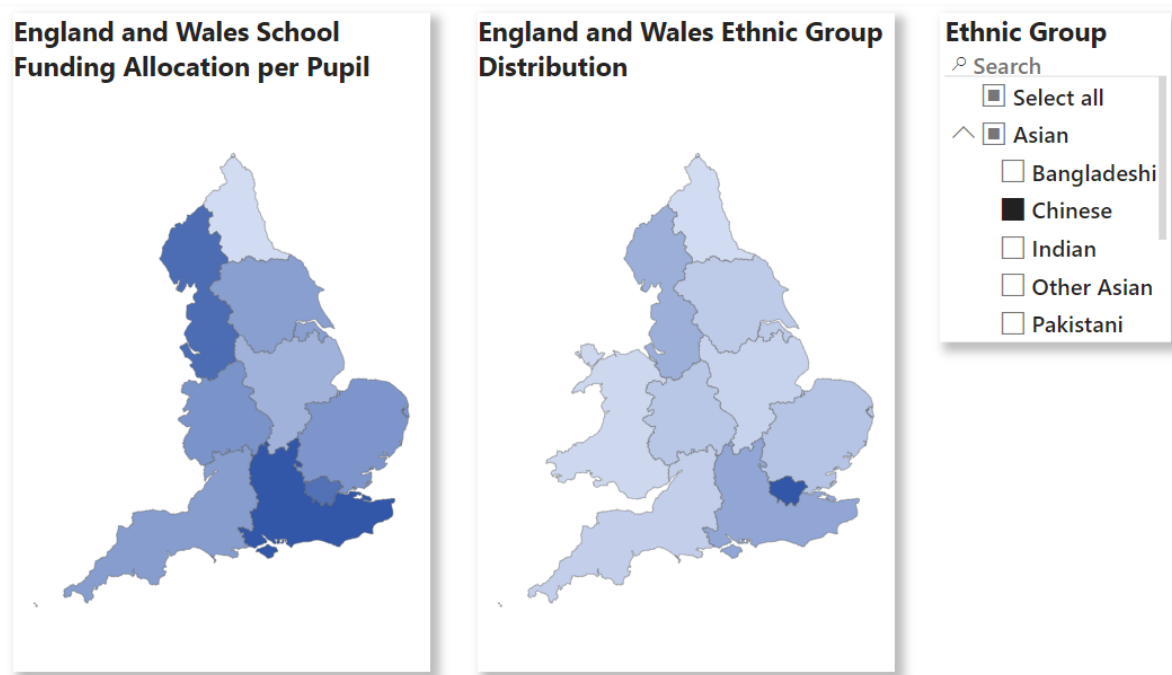 England and Wales School
Funding Allocation per Pupil
England and Wales Ethnic Group
Distribution
Ethnic Group
Search
Select all
Asian
Bangladeshi
Chinese
Indian
Other Asian
Pakistani